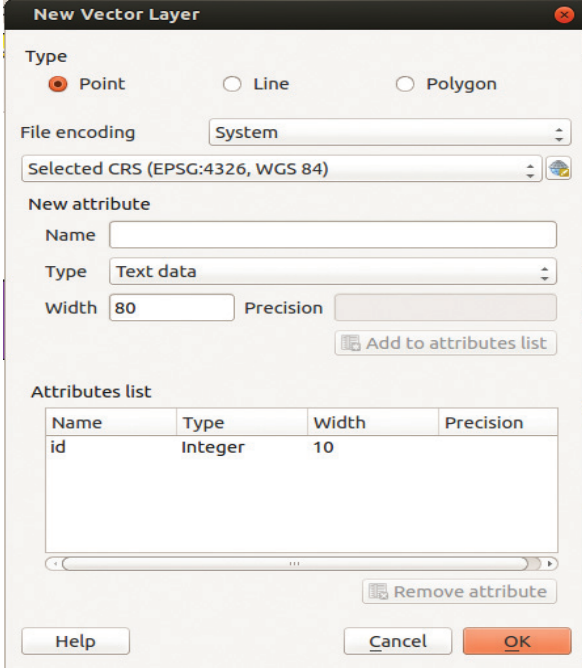 New Vector Layer
Type
Point Line Polygon
File encoding System
Selected CRS (EPSG:4326, WGS 84)
New attribute
Name
Type Text data
Width 80 Precision
Add to attributes list
Attributes list
Name Type Width Precision
id Integer 10
Remove attribute
Help Cancel OK